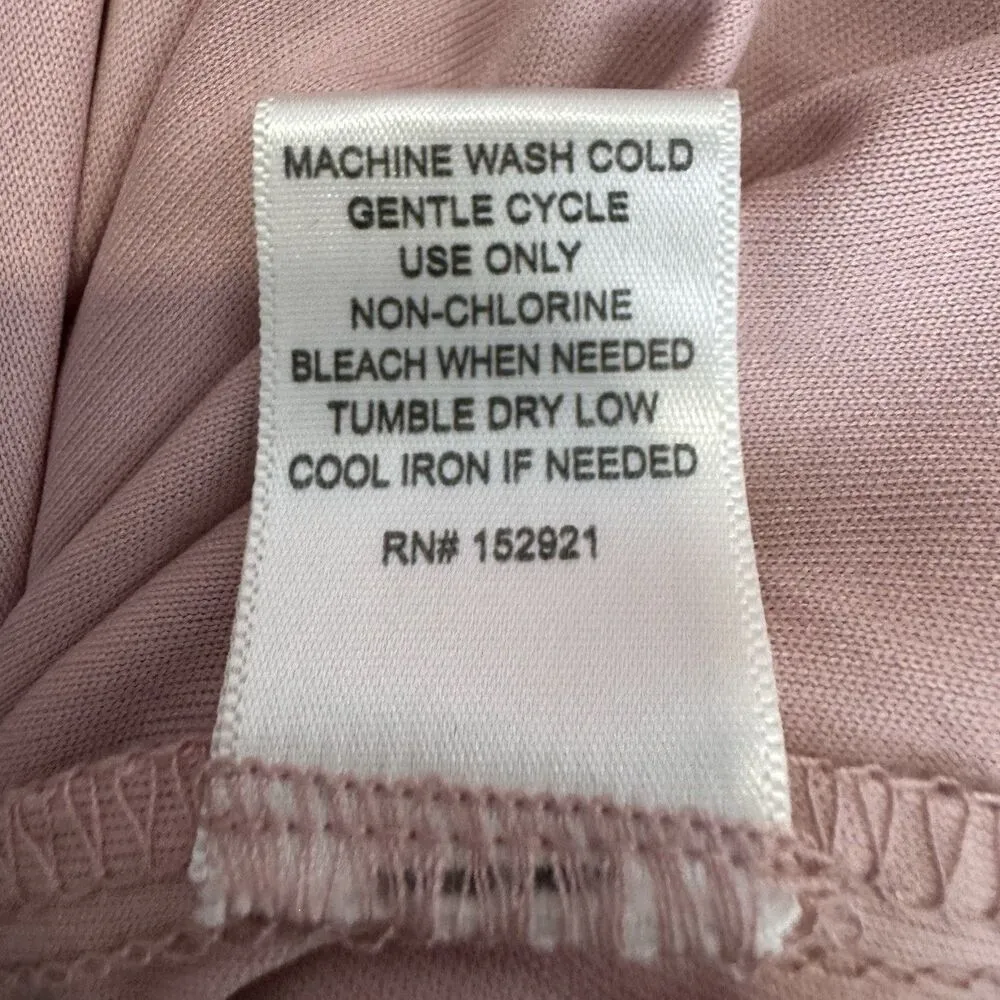 MACHINE WASH COLD
GENTLE CYCLE
USE ONLY
NON-CHLORINE
BLEACH WHEN NEEDED
TUMBLE DRY LOW
COOL IRON IF NEEDED
RN# 152921